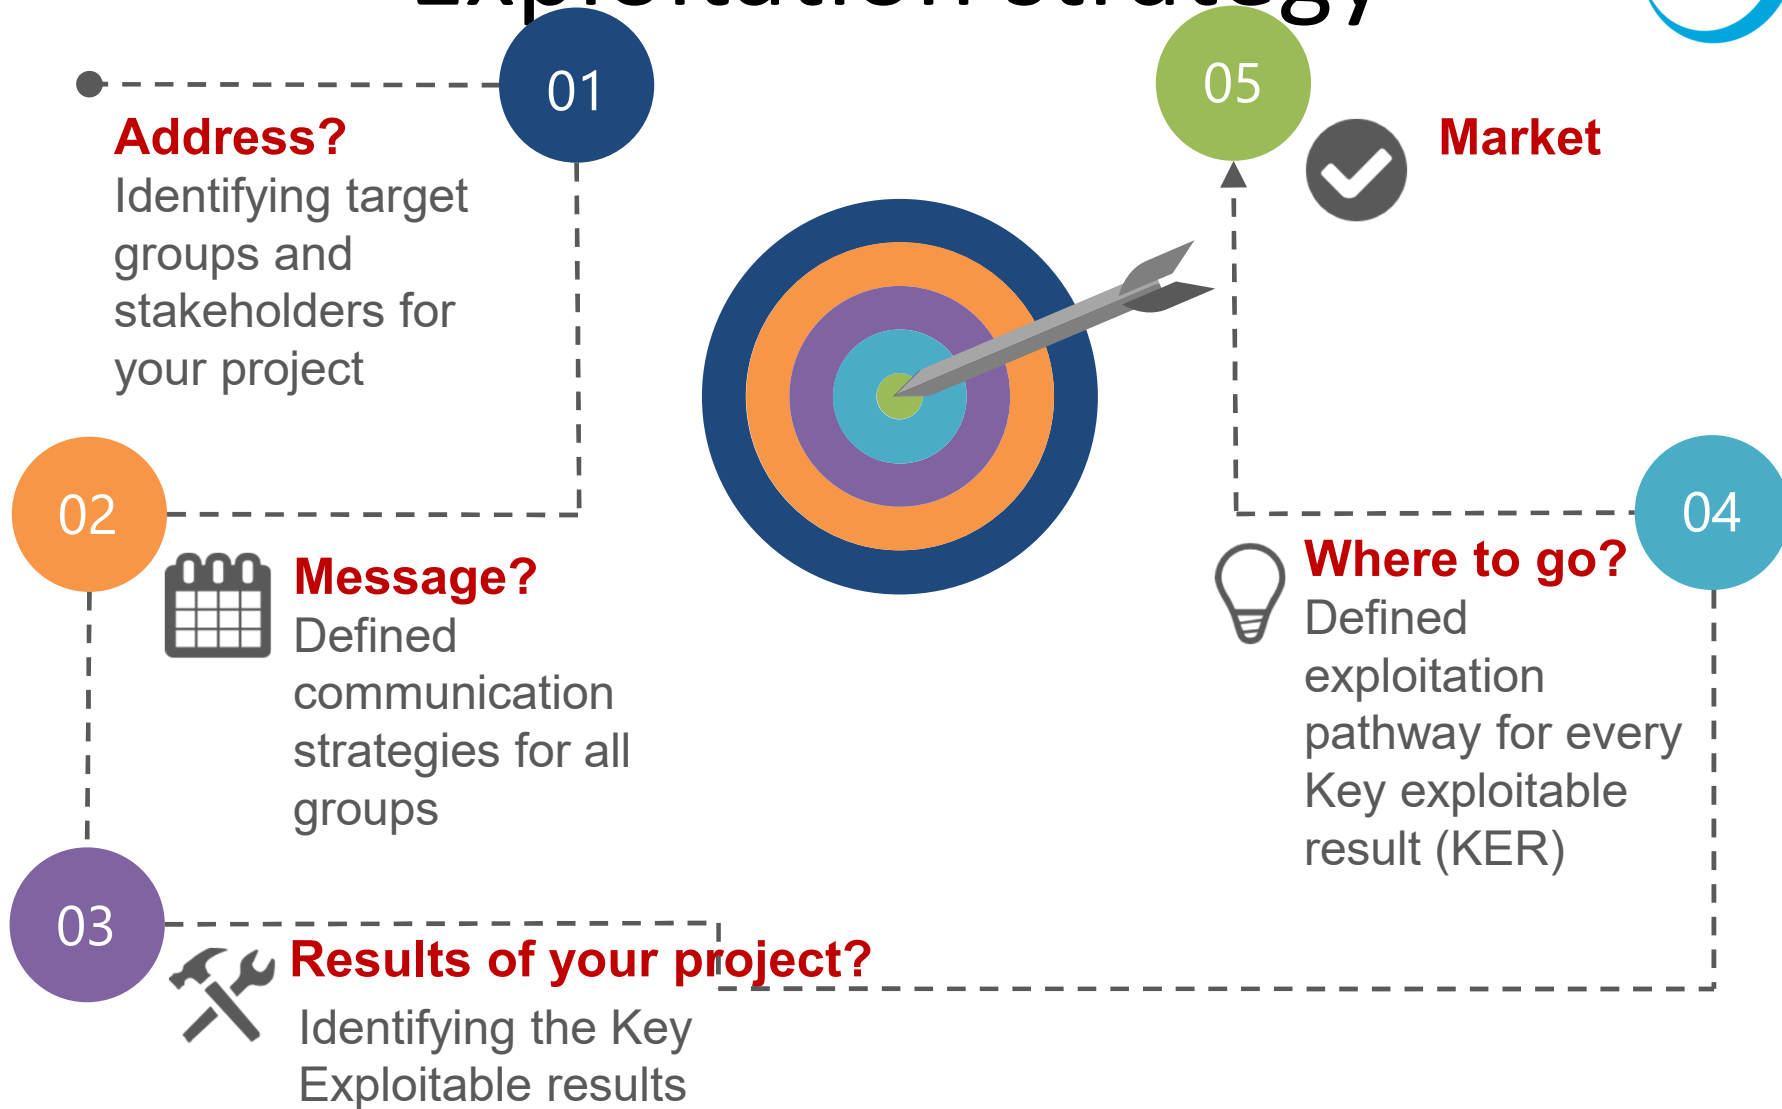 Exploitation strategy
01
Address?
Identifying target
groups and
stakeholders for
your project
02
Message?
Defined
communication
strategies for all
groups
03
Results of your project?
Identifying the Key
Exploitable results
04
Where to go?
Defined
exploitation
pathway for every
Key exploitable
result (KER)
05
Market